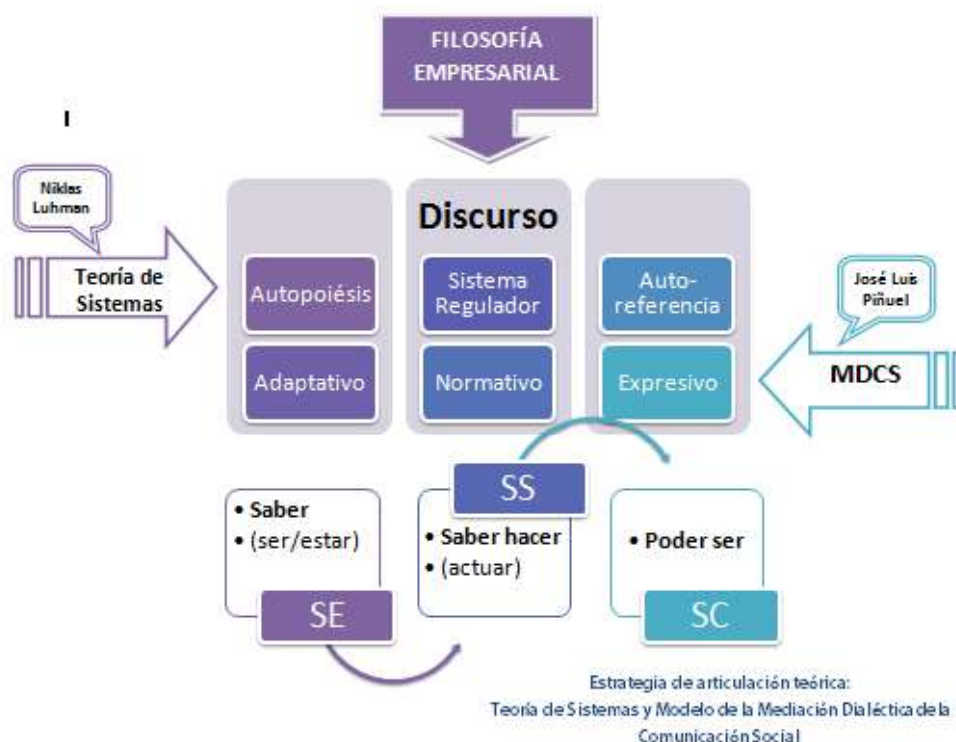 FILOSOFÍA
EMPRESARIAL
I
Niklas
Luhman
Teoría de
Sistemas
Discurso
Autopoiésis
Sistema
Regulador
Auto-
referencia
Adaptativo
Normativo
Expresivo
José Luis
Piñuel
MDCS
SS
• Saber
• (ser/estar)
• Saber hacer
• (actuar)
• Poder ser
SE
SC
Estrategia de articulación teórica:
Teoría de Sistemas y Modelo de la Mediación Dialéctica de la
Comunicación Social